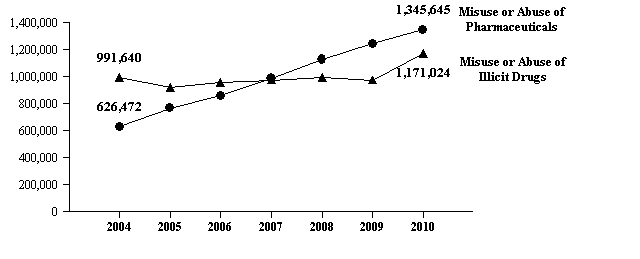 1,345,645
Misuse or Abuse of
Pharmaceuticals
1,400,000
991,640
1,200,000
Misuse or Abuse of
Illicit Drugs
1,171,024
1,000,000
626,472
800,000
600,000
400,000
200,000
0
2004 2005 2006 2007 2008 2009 2010